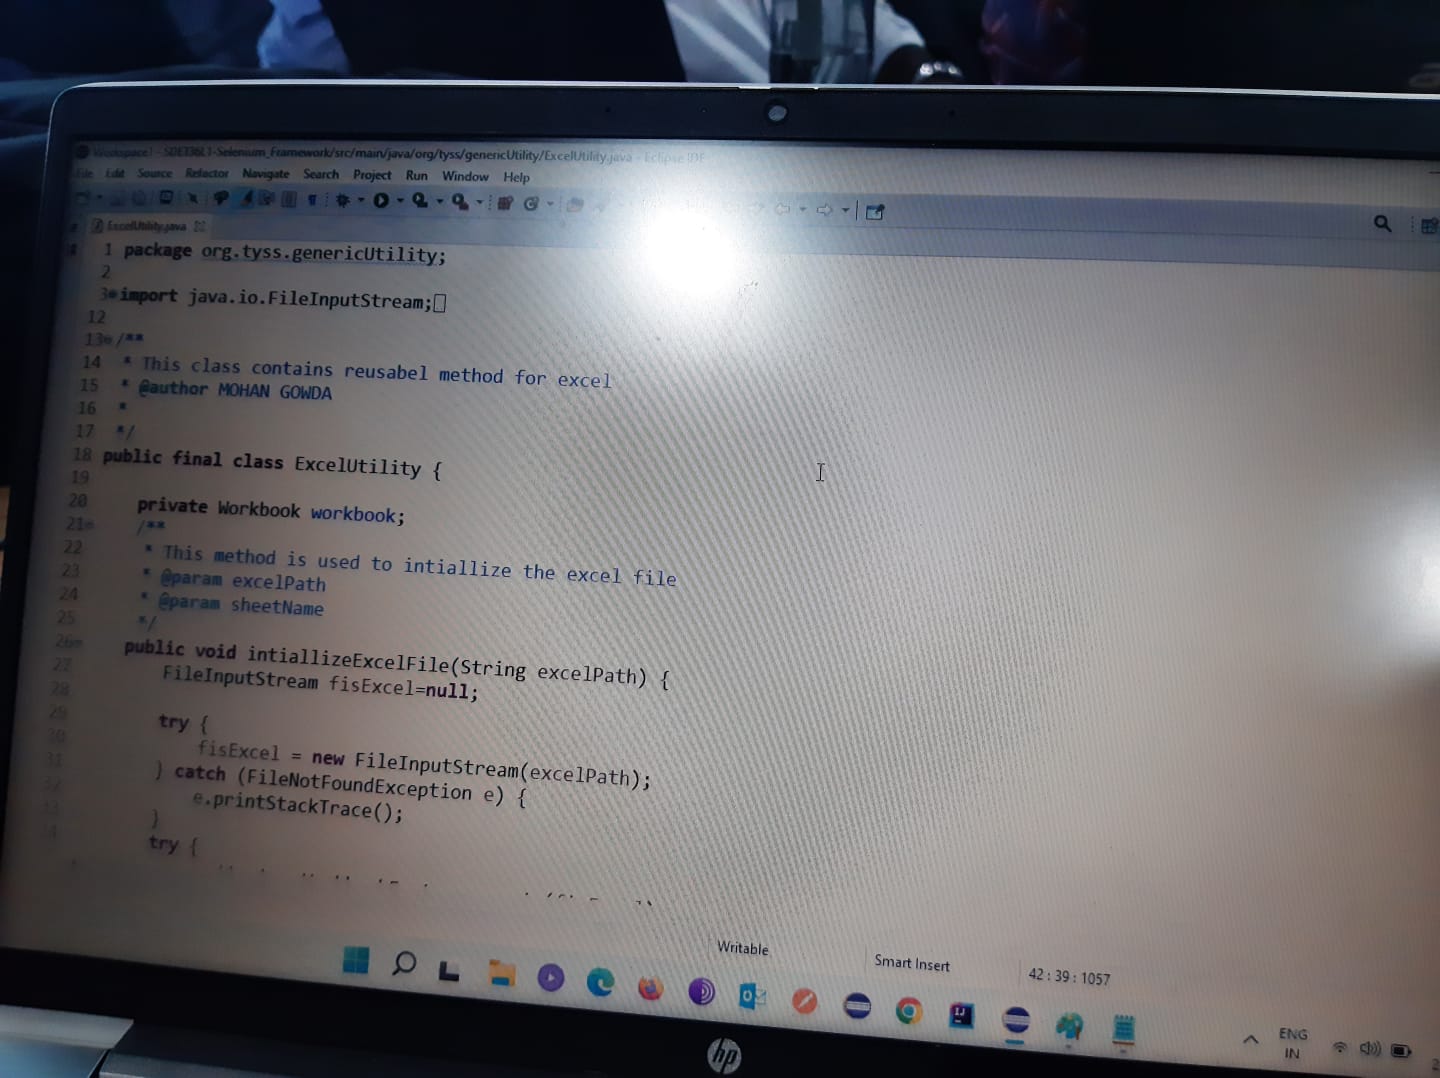 Workspace1 - SDET36L1-Selenium_Framework/src/main/java/org/tyss/genericUtility/ExcelUtility.java - Eclipse IDE
File Edit Source Refactor Navigate Search Project Run Window Help
ExcelUtility.java
1 package org.tyss.genericUtility;
2
3 import java.io.FileInputStream;
12
13 /**
14 * This class contains reusabel method for excel
15 * @author MOHAN GOWDA
16 *
17 */
18 public final class ExcelUtility {
19
20 private Workbook workbook;
21 /**
22 * This method is used to intiallize the excel file
23 * @param excelPath
24 * @param sheetName
25 */
26 public void intiallizeExcelFile(String excelPath) {
27 FileInputStream fisExcel=null;
28
29 try {
30 fisExcel = new FileInputStream(excelPath);
31 } catch (FileNotFoundException e) {
32 e.printStackTrace();
33 }
34 try {
Writable Smart Insert 42 : 39 : 1057
ENG
IN
hp